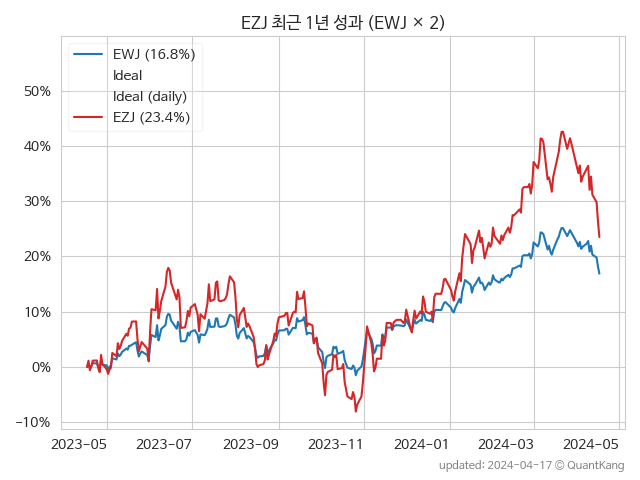 EZJ 최근 1년 성과 (EWJ × 2)
EWJ (16.8%)
Ideal
Ideal (daily)
EZJ (23.4%)
50%
40%
30%
20%
10%
0%
−10%
2023-05 2023-07 2023-09 2023-11 2024-01 2024-03 2024-05
updated: 2024-04-17 © QuantKang